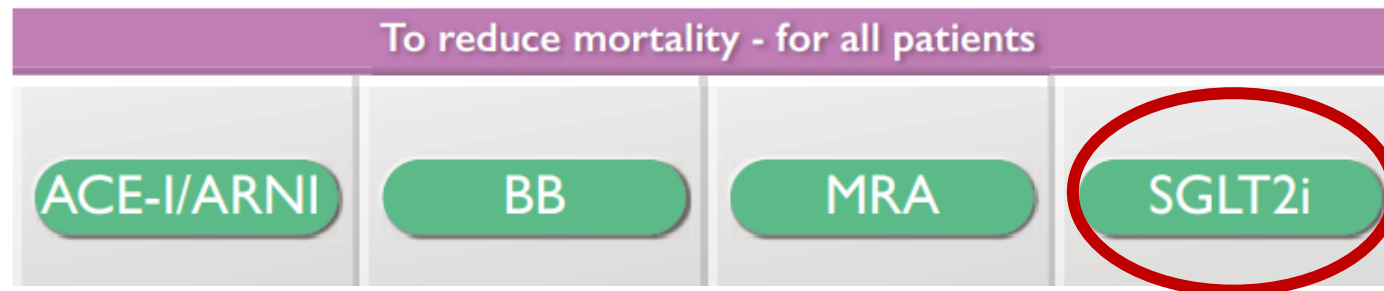 To reduce mortality - for all patients
ACE-I/ARNI BB MRA SGLT2i